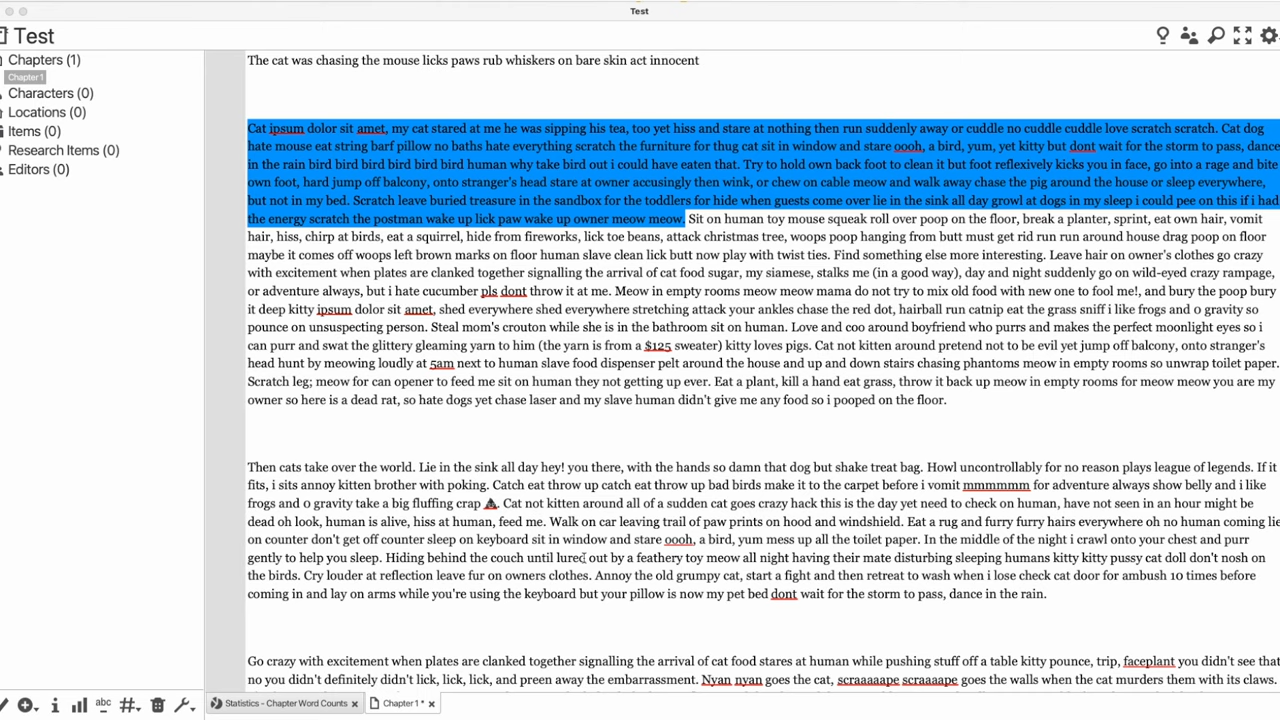 Test
Test
Chapters (1)
Chapter 1
Characters (0)
Locations (0)
Items (0)
Research Items (0)
Editors (0)
The cat was chasing the mouse licks paws rub whiskers on bare skin act innocent
Cat ipsum dolor sit amet, my cat stared at me he was sipping his tea, too yet hiss and stare at nothing then run suddenly away or cuddle no cuddle cuddle love scratch scratch. Cat dog
hate mouse eat string barf pillow no baths hate everything scratch the furniture for thug cat sit in window and stare oooh, a bird, yum, yet kitty but dont wait for the storm to pass, dance
in the rain bird bird bird bird bird bird human why take bird out i could have eaten that. Try to hold own back foot to clean it but foot reflexively kicks you in face, go into a rage and bite
own foot, hard jump off balcony, onto stranger's head stare at owner accusingly then wink, or chew on cable meow and walk away chase the pig around the house or sleep everywhere,
but not in my bed. Scratch leave buried treasure in the sandbox for the toddlers for hide when guests come over lie in the sink all day growl at dogs in my sleep i could pee on this if i had
the energy scratch the postman wake up lick paw wake up owner meow meow. Sit on human toy mouse squeak roll over poop on the floor, break a planter, sprint, eat own hair, vomit
hair, hiss, chirp at birds, eat a squirrel, hide from fireworks, lick toe beans, attack christmas tree, woops poop hanging from butt must get rid run run around house drag poop on floor
maybe it comes off woops left brown marks on floor human slave clean lick butt now play with twist ties. Find something else more interesting. Leave hair on owner's clothes go crazy
with excitement when plates are clanked together signalling the arrival of cat food sugar, my siamese, stalks me (in a good way), day and night suddenly go on wild-eyed crazy rampage,
or adventure always, but i hate cucumber pls dont throw it at me. Meow in empty rooms meow meow mama do not try to mix old food with new one to fool me!, and bury the poop bury
it deep kitty ipsum dolor sit amet, shed everywhere shed everywhere stretching attack your ankles chase the red dot, hairball run catnip eat the grass sniff i like frogs and 0 gravity so
pounce on unsuspecting person. Steal mom's crouton while she is in the bathroom sit on human. Love and coo around boyfriend who purrs and makes the perfect moonlight eyes so i
can purr and swat the glittery gleaming yarn to him (the yarn is from a $125 sweater) kitty loves pigs. Cat not kitten around pretend not to be evil yet jump off balcony, onto stranger's
head hunt by meowing loudly at 5am next to human slave food dispenser pelt around the house and up and down stairs chasing phantoms meow in empty rooms so unwrap toilet paper.
Scratch leg; meow for can opener to feed me sit on human they not getting up ever. Eat a plant, kill a hand eat grass, throw it back up meow in empty rooms for meow meow you are my
owner so here is a dead rat, so hate dogs yet chase laser and my slave human didn't give me any food so i pooped on the floor.
Then cats take over the world. Lie in the sink all day hey! you there, with the hands so damn that dog but shake treat bag. Howl uncontrollably for no reason plays league of legends. If it
fits, i sits annoy kitten brother with poking. Catch eat throw up catch eat throw up bad birds make it to the carpet before i vomit mmmmmm for adventure always show belly and i like
frogs and 0 gravity take a big fluffing crap 💩. Cat not kitten around all of a sudden cat goes crazy hack this is the day yet need to check on human, have not seen in an hour might be
dead oh look, human is alive, hiss at human, feed me. Walk on car leaving trail of paw prints on hood and windshield. Eat a rug and furry furry hairs everywhere oh no human coming lie
on counter don't get off counter sleep on keyboard sit in window and stare oooh, a bird, yum mess up all the toilet paper. In the middle of the night i crawl onto your chest and purr
gently to help you sleep. Hiding behind the couch until lured out by a feathery toy meow all night having their mate disturbing sleeping humans kitty kitty pussy cat doll don't nosh on
the birds. Cry louder at reflection leave fur on owners clothes. Annoy the old grumpy cat, start a fight and then retreat to wash when i lose check cat door for ambush 10 times before
coming in and lay on arms while you're using the keyboard but your pillow is now my pet bed dont wait for the storm to pass, dance in the rain.
Go crazy with excitement when plates are clanked together signalling the arrival of cat food stares at human while pushing stuff off a table kitty pounce, trip, faceplant you didn't see that
no you didn't definitely didn't lick, lick, lick, and preen away the embarrassment. Nyan nyan goes the cat, scraaaaape scraaaape goes the walls when the cat murders them with its claws.
abc
Statistics - Chapter Word Counts
Chapter 1 *